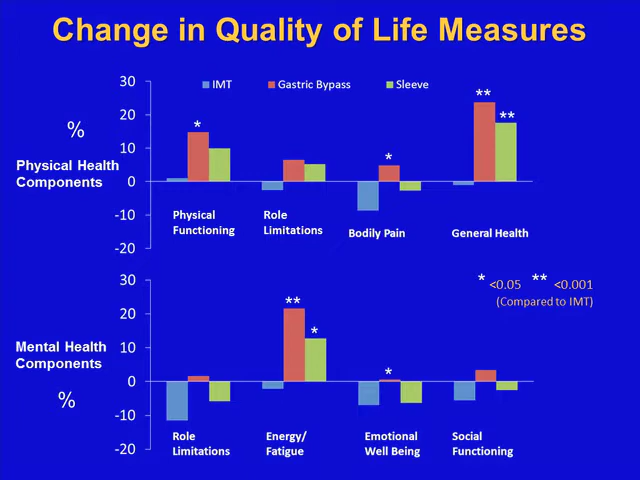 Change in Quality of Life Measures
30
IMT
Gastric Bypass
Sleeve
20
10
0
-10
-20
%
Physical Health
Components
*
*
**
**
Physical
Functioning
Role
Limitations
Bodily Pain
General Health
30
20
10
0
-10
-20
Mental Health
Components
%
**
*
*
* <0.05 ** <0.001
(Compared to IMT)
Role
Limitations
Energy/
Fatigue
Emotional
Well Being
Social
Functioning